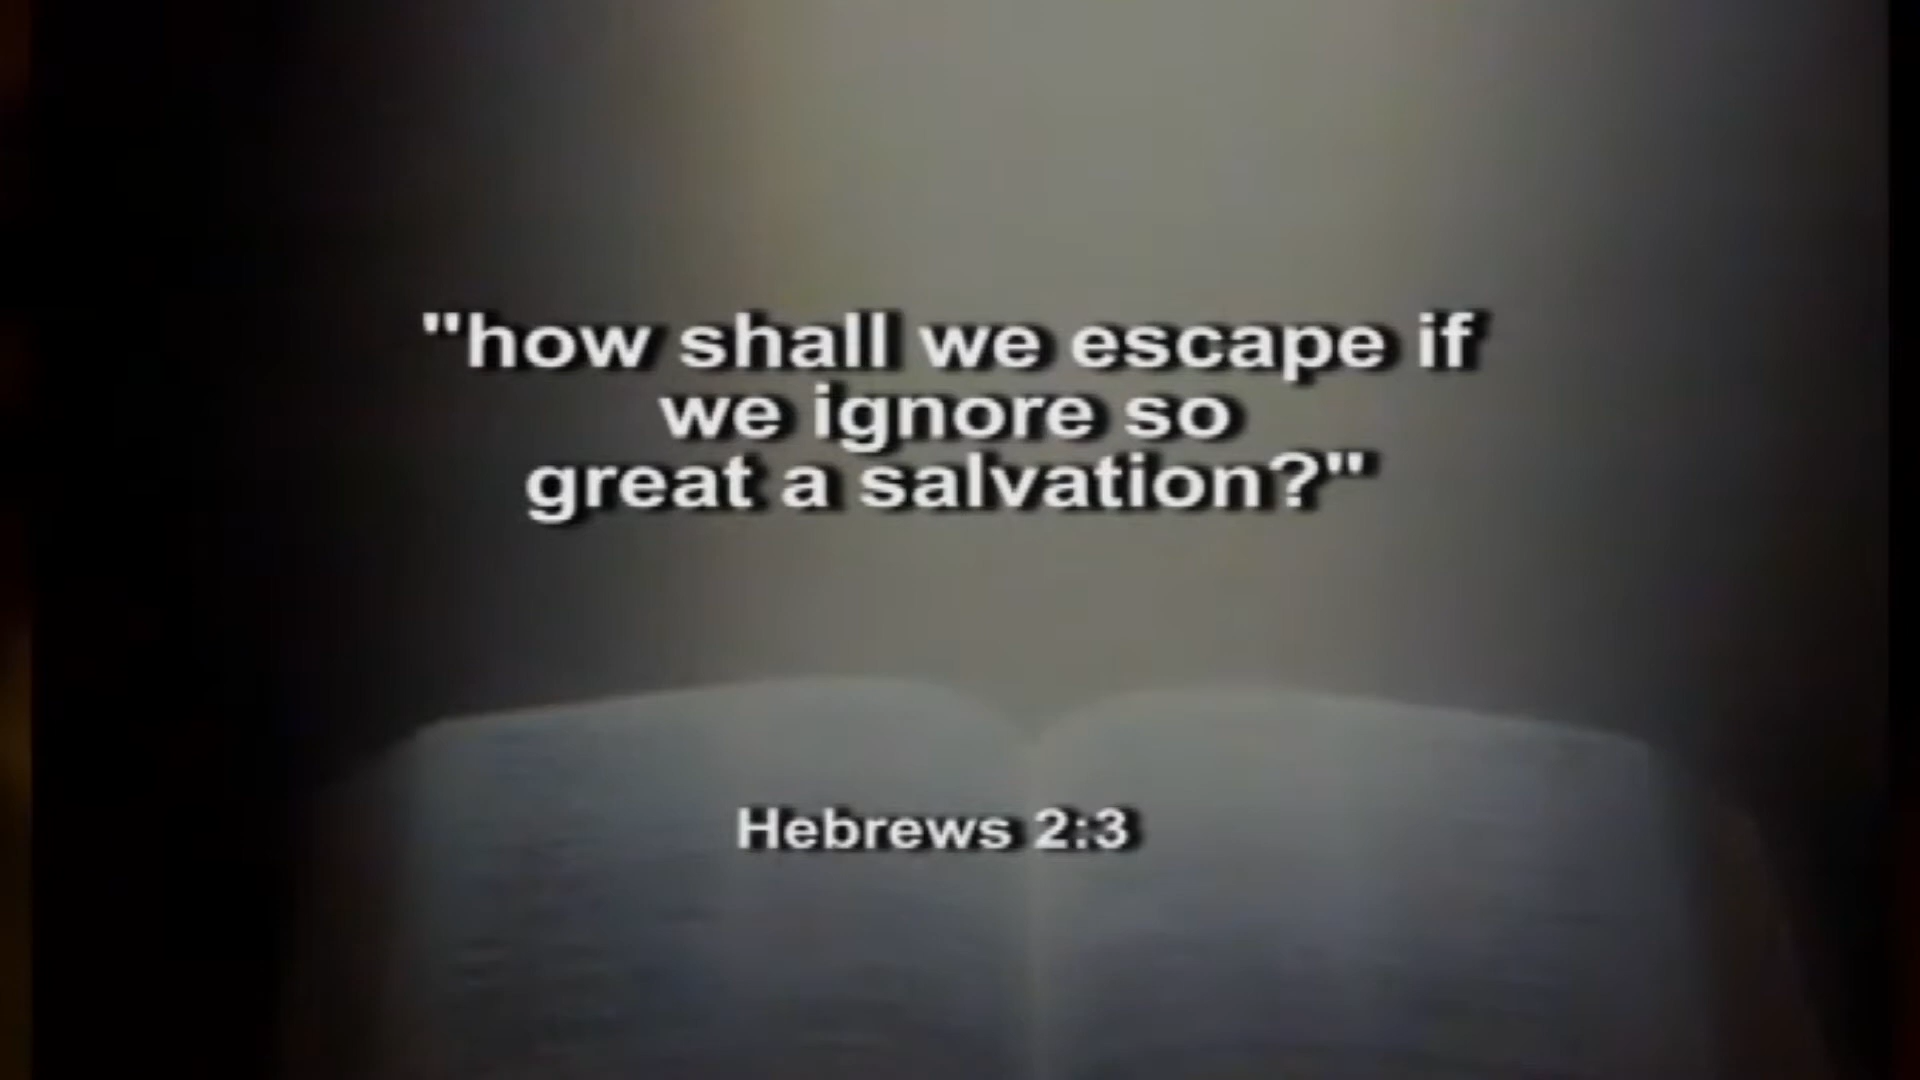 "how shall we escape if
we ignore so
great a salvation?"
Hebrews 2:3